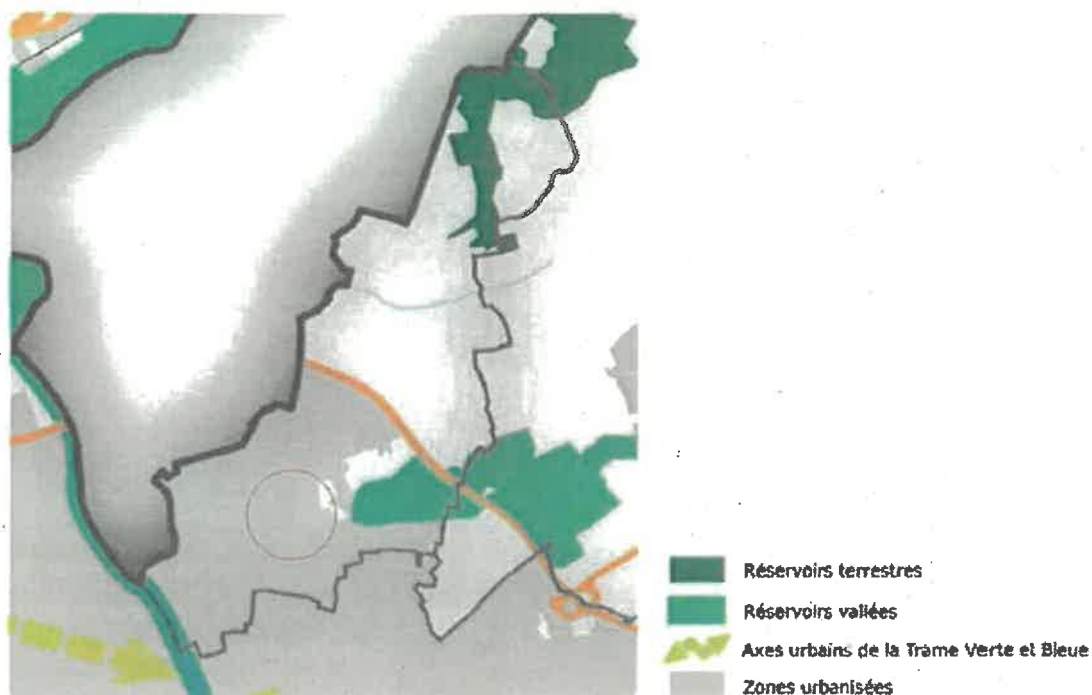 Réservoirs terrestres
Réservoirs vallées
Axes urbains de la Trame Verte et Bleue
Zones urbanisées